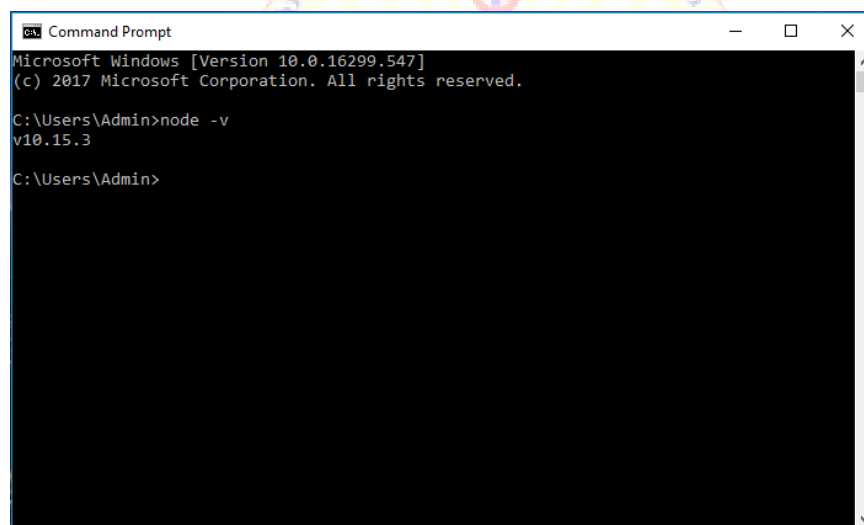 Command Prompt
Microsoft Windows [Version 10.0.16299.547]
(c) 2017 Microsoft Corporation. All rights reserved.
C:\Users\Admin>node -v
v10.15.3
C:\Users\Admin>